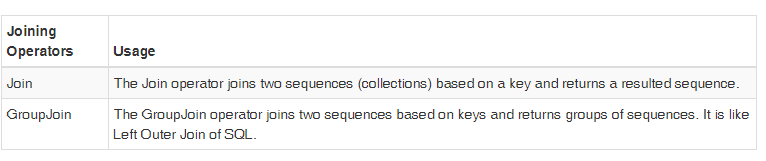 Joining
Operators
Usage
Join
The Join operator joins two sequences (collections) based on a key and returns a resulted sequence.
GroupJoin
The GroupJoin operator joins two sequences based on keys and returns groups of sequences. It is like
Left Outer Join of SQL.